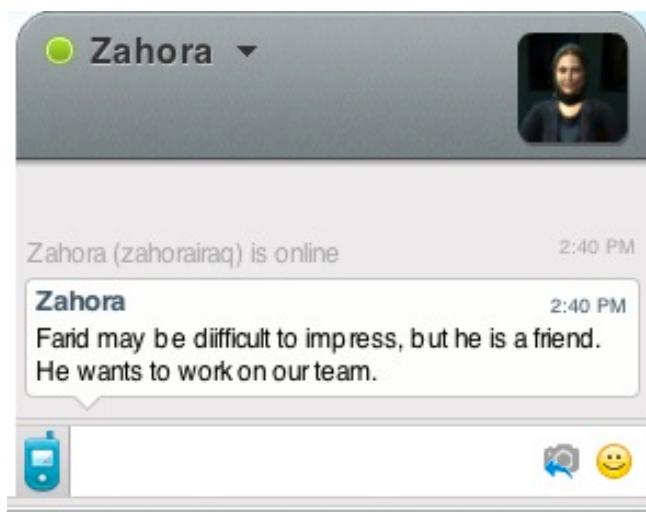 Zahora
Zahora (zahorairaq) is online 2:40 PM
Zahora 2:40 PM
Farid may be diifficult to impress, but he is a friend.
He wants to work on our team.